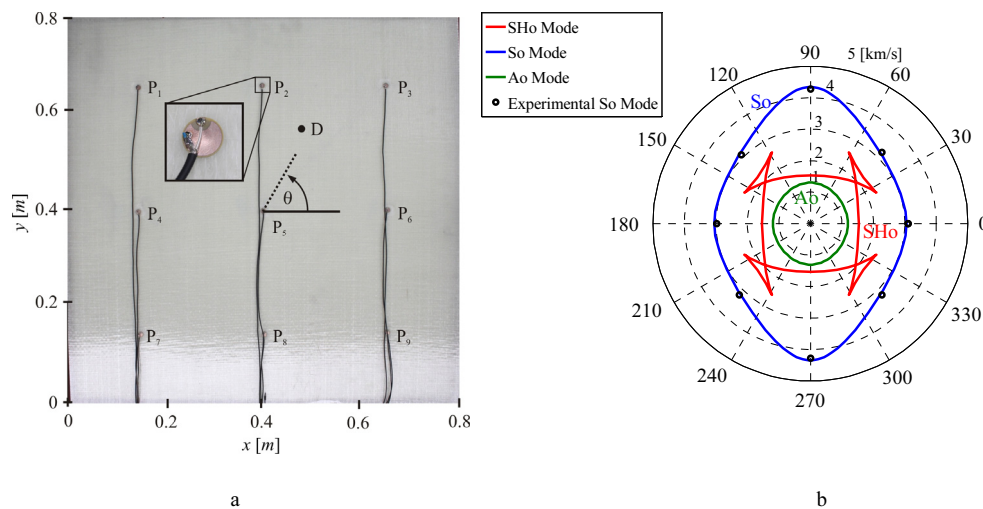 0.8
0.6
0.4
0.2
0
y [m]
P1
P2
P3
D
θ
P4
P5
P6
P7
P8
P9
0
0.2
0.4
0.6
0.8
x [m]
a
SHo Mode
So Mode
Ao Mode
Experimental So Mode
90
5 [km/s]
120
60
4
So
3
150
30
2
1
Ao
180
SHo
0
210
330
240
300
270
b